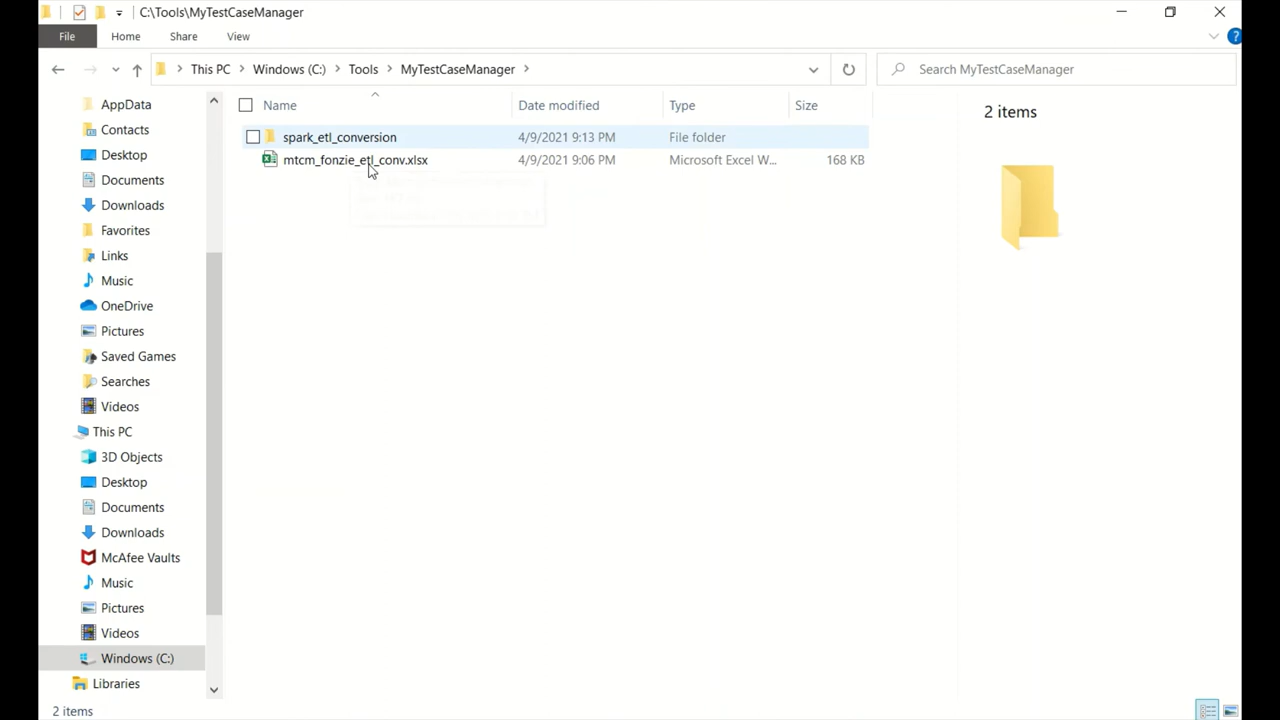 C:\Tools\MyTestCaseManager
File Home Share View
This PC Windows (C:) Tools MyTestCaseManager
Search MyTestCaseManager
Name Date modified Type Size
spark_etl_conversion 4/9/2021 9:13 PM File folder
mtcm_fonzie_etl_conv.xlsx 4/9/2021 9:06 PM Microsoft Excel W... 168 KB
2 items
AppData
Contacts
Desktop
Documents
Downloads
Favorites
Links
Music
OneDrive
Pictures
Saved Games
Searches
Videos
This PC
3D Objects
Desktop
Documents
Downloads
McAfee Vaults
Music
Pictures
Videos
Windows (C:)
Libraries
2 items